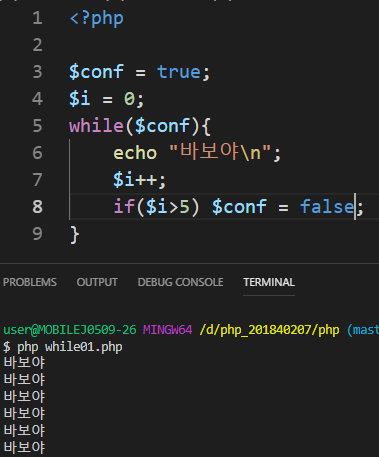 1 <?php
2
3 $conf = true;
4 $i = 0;
5 while($conf){
6 echo "바보야\n";
7 $i++;
8 if($i>5) $conf = false;
9 }
PROBLEMS OUTPUT DEBUG CONSOLE TERMINAL
user@MOBILEJ0509-26 MINGW64 /d/php_201840207/php (mast
$ php while01.php
바보야
바보야
바보야
바보야
바보야
바보야